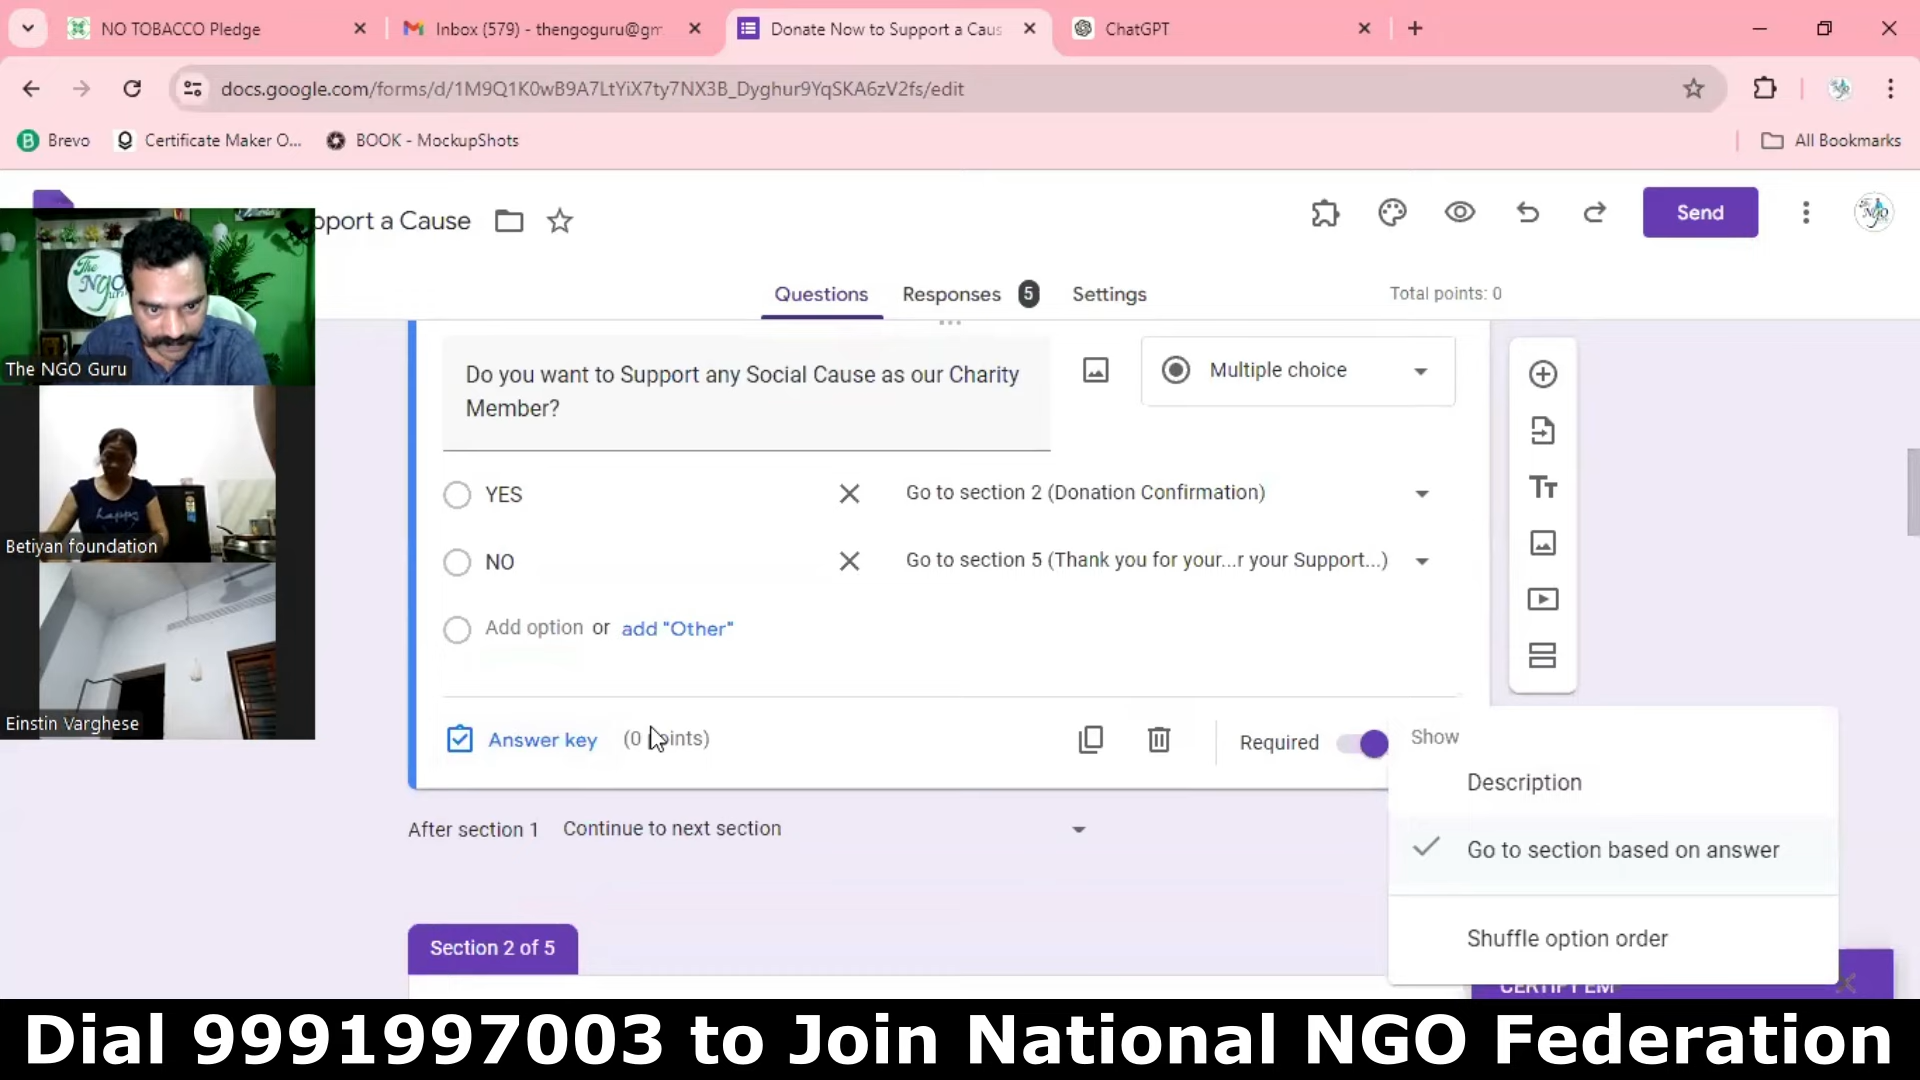 NO TOBACCO Pledge
Inbox (579) - thengoguru@gm
Donate Now to Support a Caus
ChatGPT
docs.google.com/forms/d/1M9Q1K0wB9A7LtYiX7ty7NX3B_Dyghur9YqSKA6zV2fs/edit
Brevo
Certificate Maker O...
BOOK - MockupShots
All Bookmarks
pport a Cause
Send
Questions
Responses 5
Settings
Total points: 0
The NGO Guru
Betiyan foundation
Einstin Varghese
Do you want to Support any Social Cause as our Charity
Member?
Multiple choice
YES
Go to section 2 (Donation Confirmation)
NO
Go to section 5 (Thank you for your...r your Support...)
Add option or add "Other"
Answer key (0 points)
Required
Show
Description
Go to section based on answer
Shuffle option order
After section 1 Continue to next section
Section 2 of 5
CERTIFY'EM
Dial 9991997003 to Join National NGO Federation